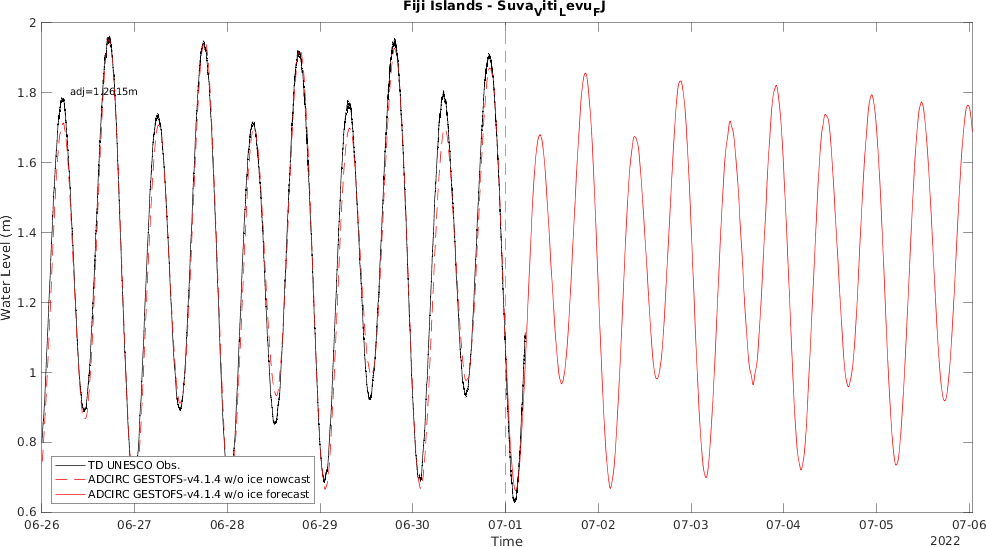 Fiji Islands - SuvaVitiLevuFJ
2
1.8
1.6
1.4
1.2
1
0.8
0.6
Water Level (m)
adj=1.2615m
TD UNESCO Obs.
ADCIRC GESTOFS-v4.1.4 w/o ice nowcast
ADCIRC GESTOFS-v4.1.4 w/o ice forecast
06-26 06-27 06-28 06-29 06-30 07-01 07-02 07-03 07-04 07-05 07-06
Time
2022